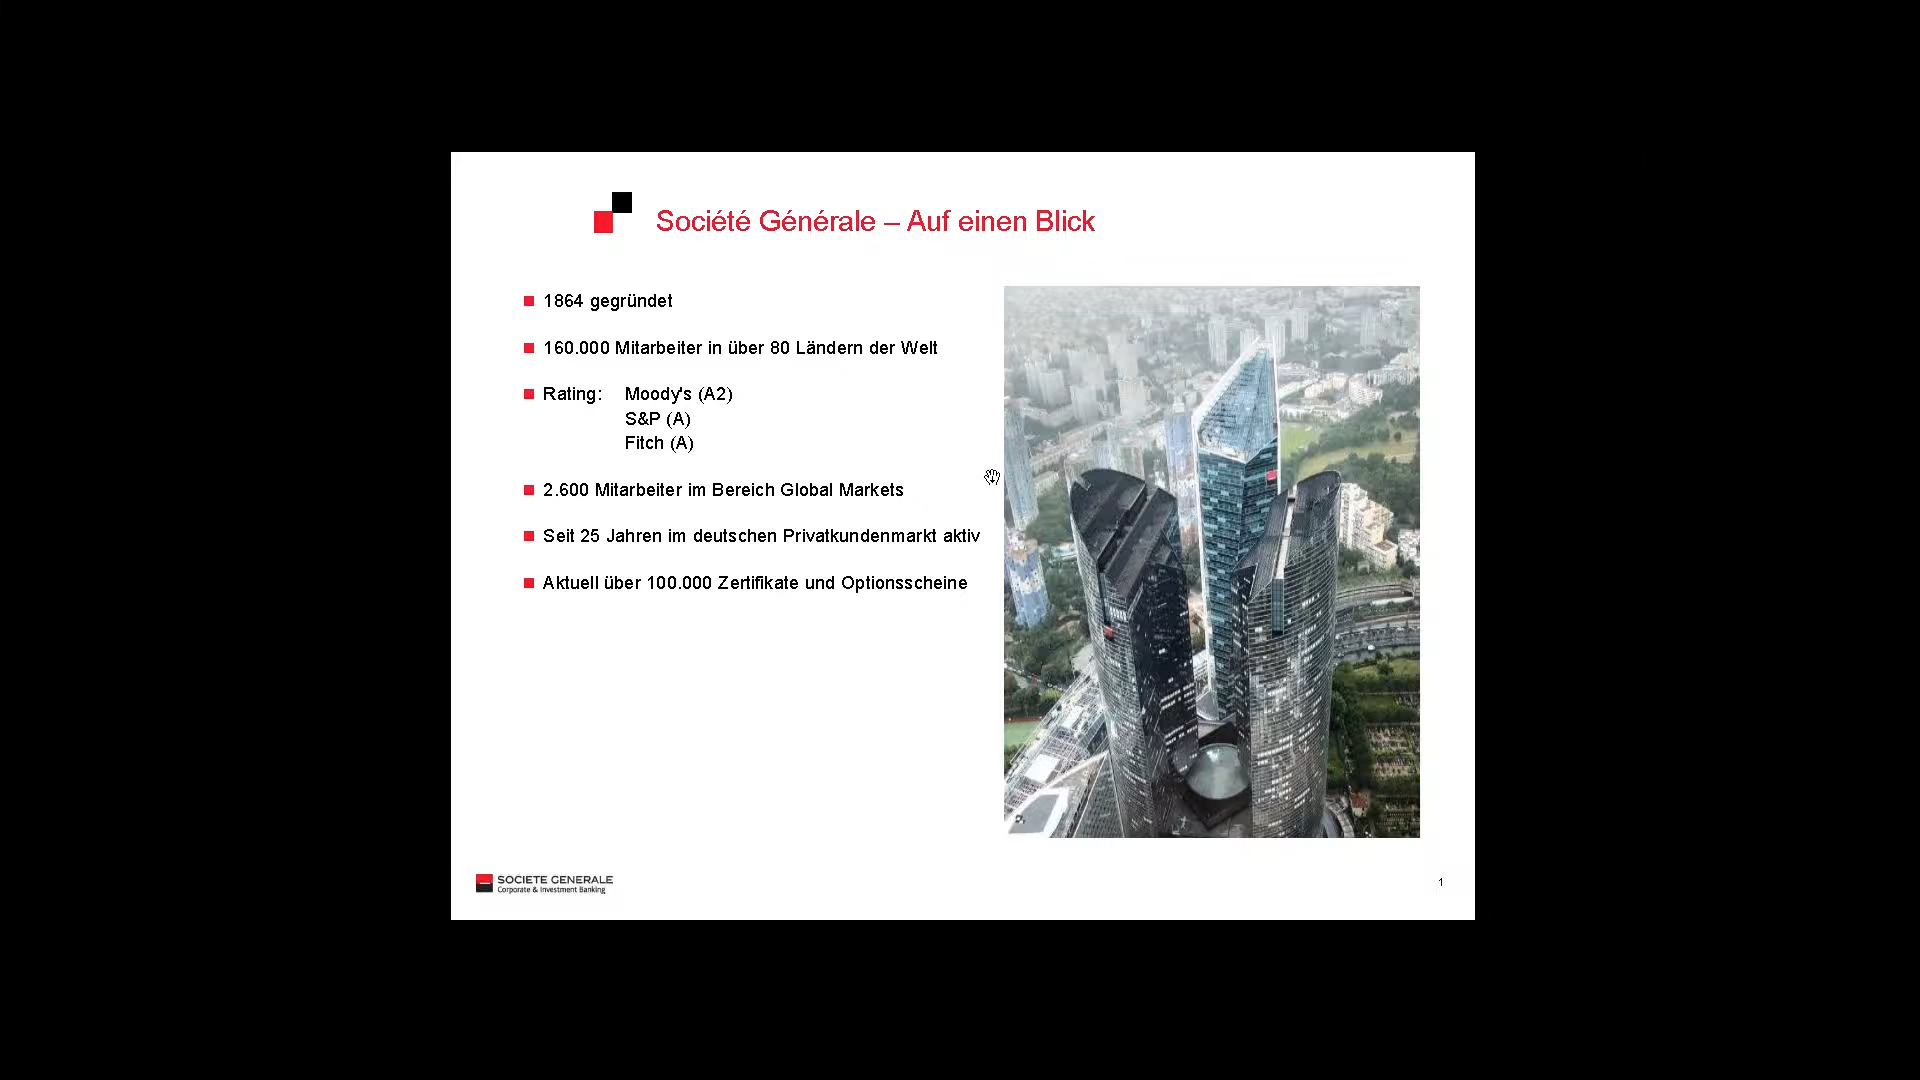 Société Générale – Auf einen Blick
1864 gegründet
160.000 Mitarbeiter in über 80 Ländern der Welt
Rating: Moody's (A2)
S&P (A)
Fitch (A)
2.600 Mitarbeiter im Bereich Global Markets
Seit 25 Jahren im deutschen Privatkundenmarkt aktiv
Aktuell über 100.000 Zertifikate und Optionsscheine
SOCIETE GENERALE
Corporate & Investment Banking
1